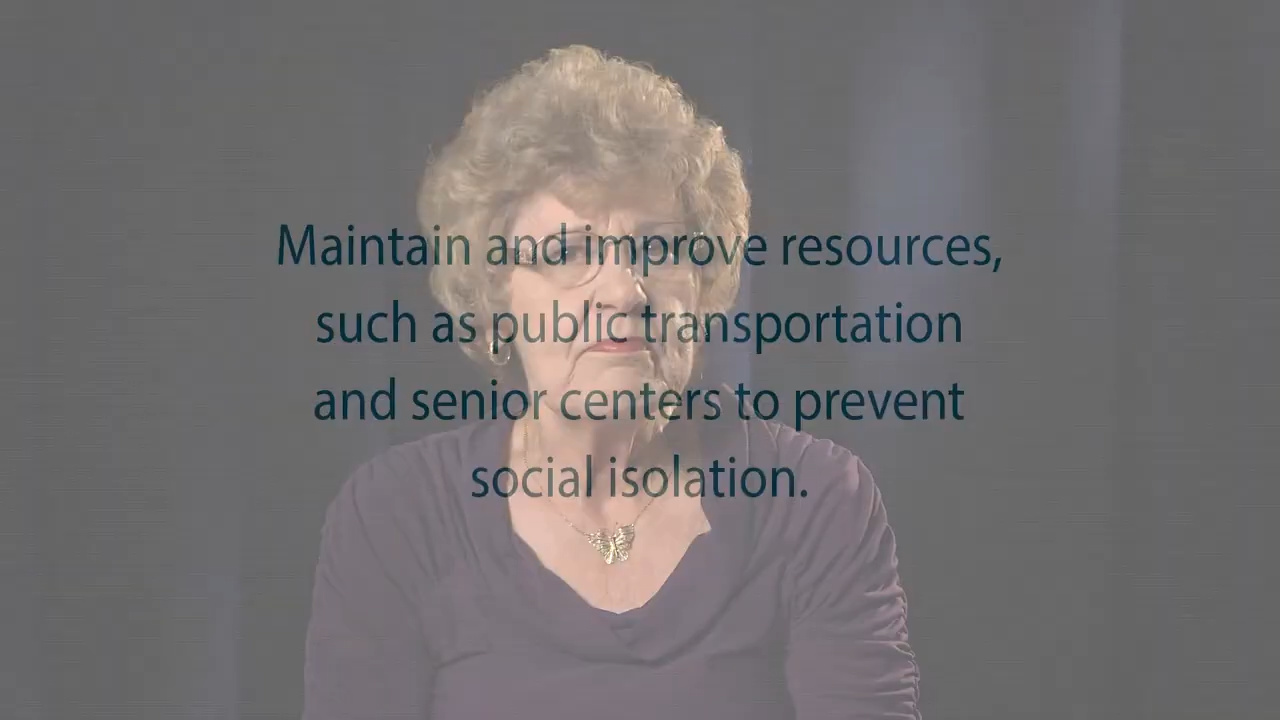 Maintain and improve resources,
such as public transportation
and senior centers to prevent
social isolation.